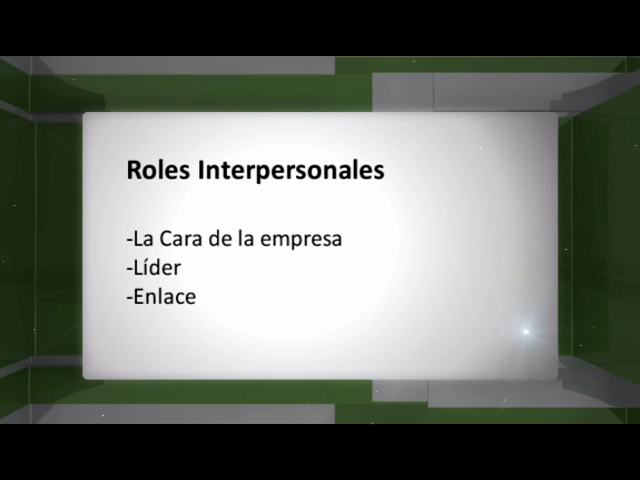 Roles Interpersonales
-La Cara de la empresa
-Líder
-Enlace